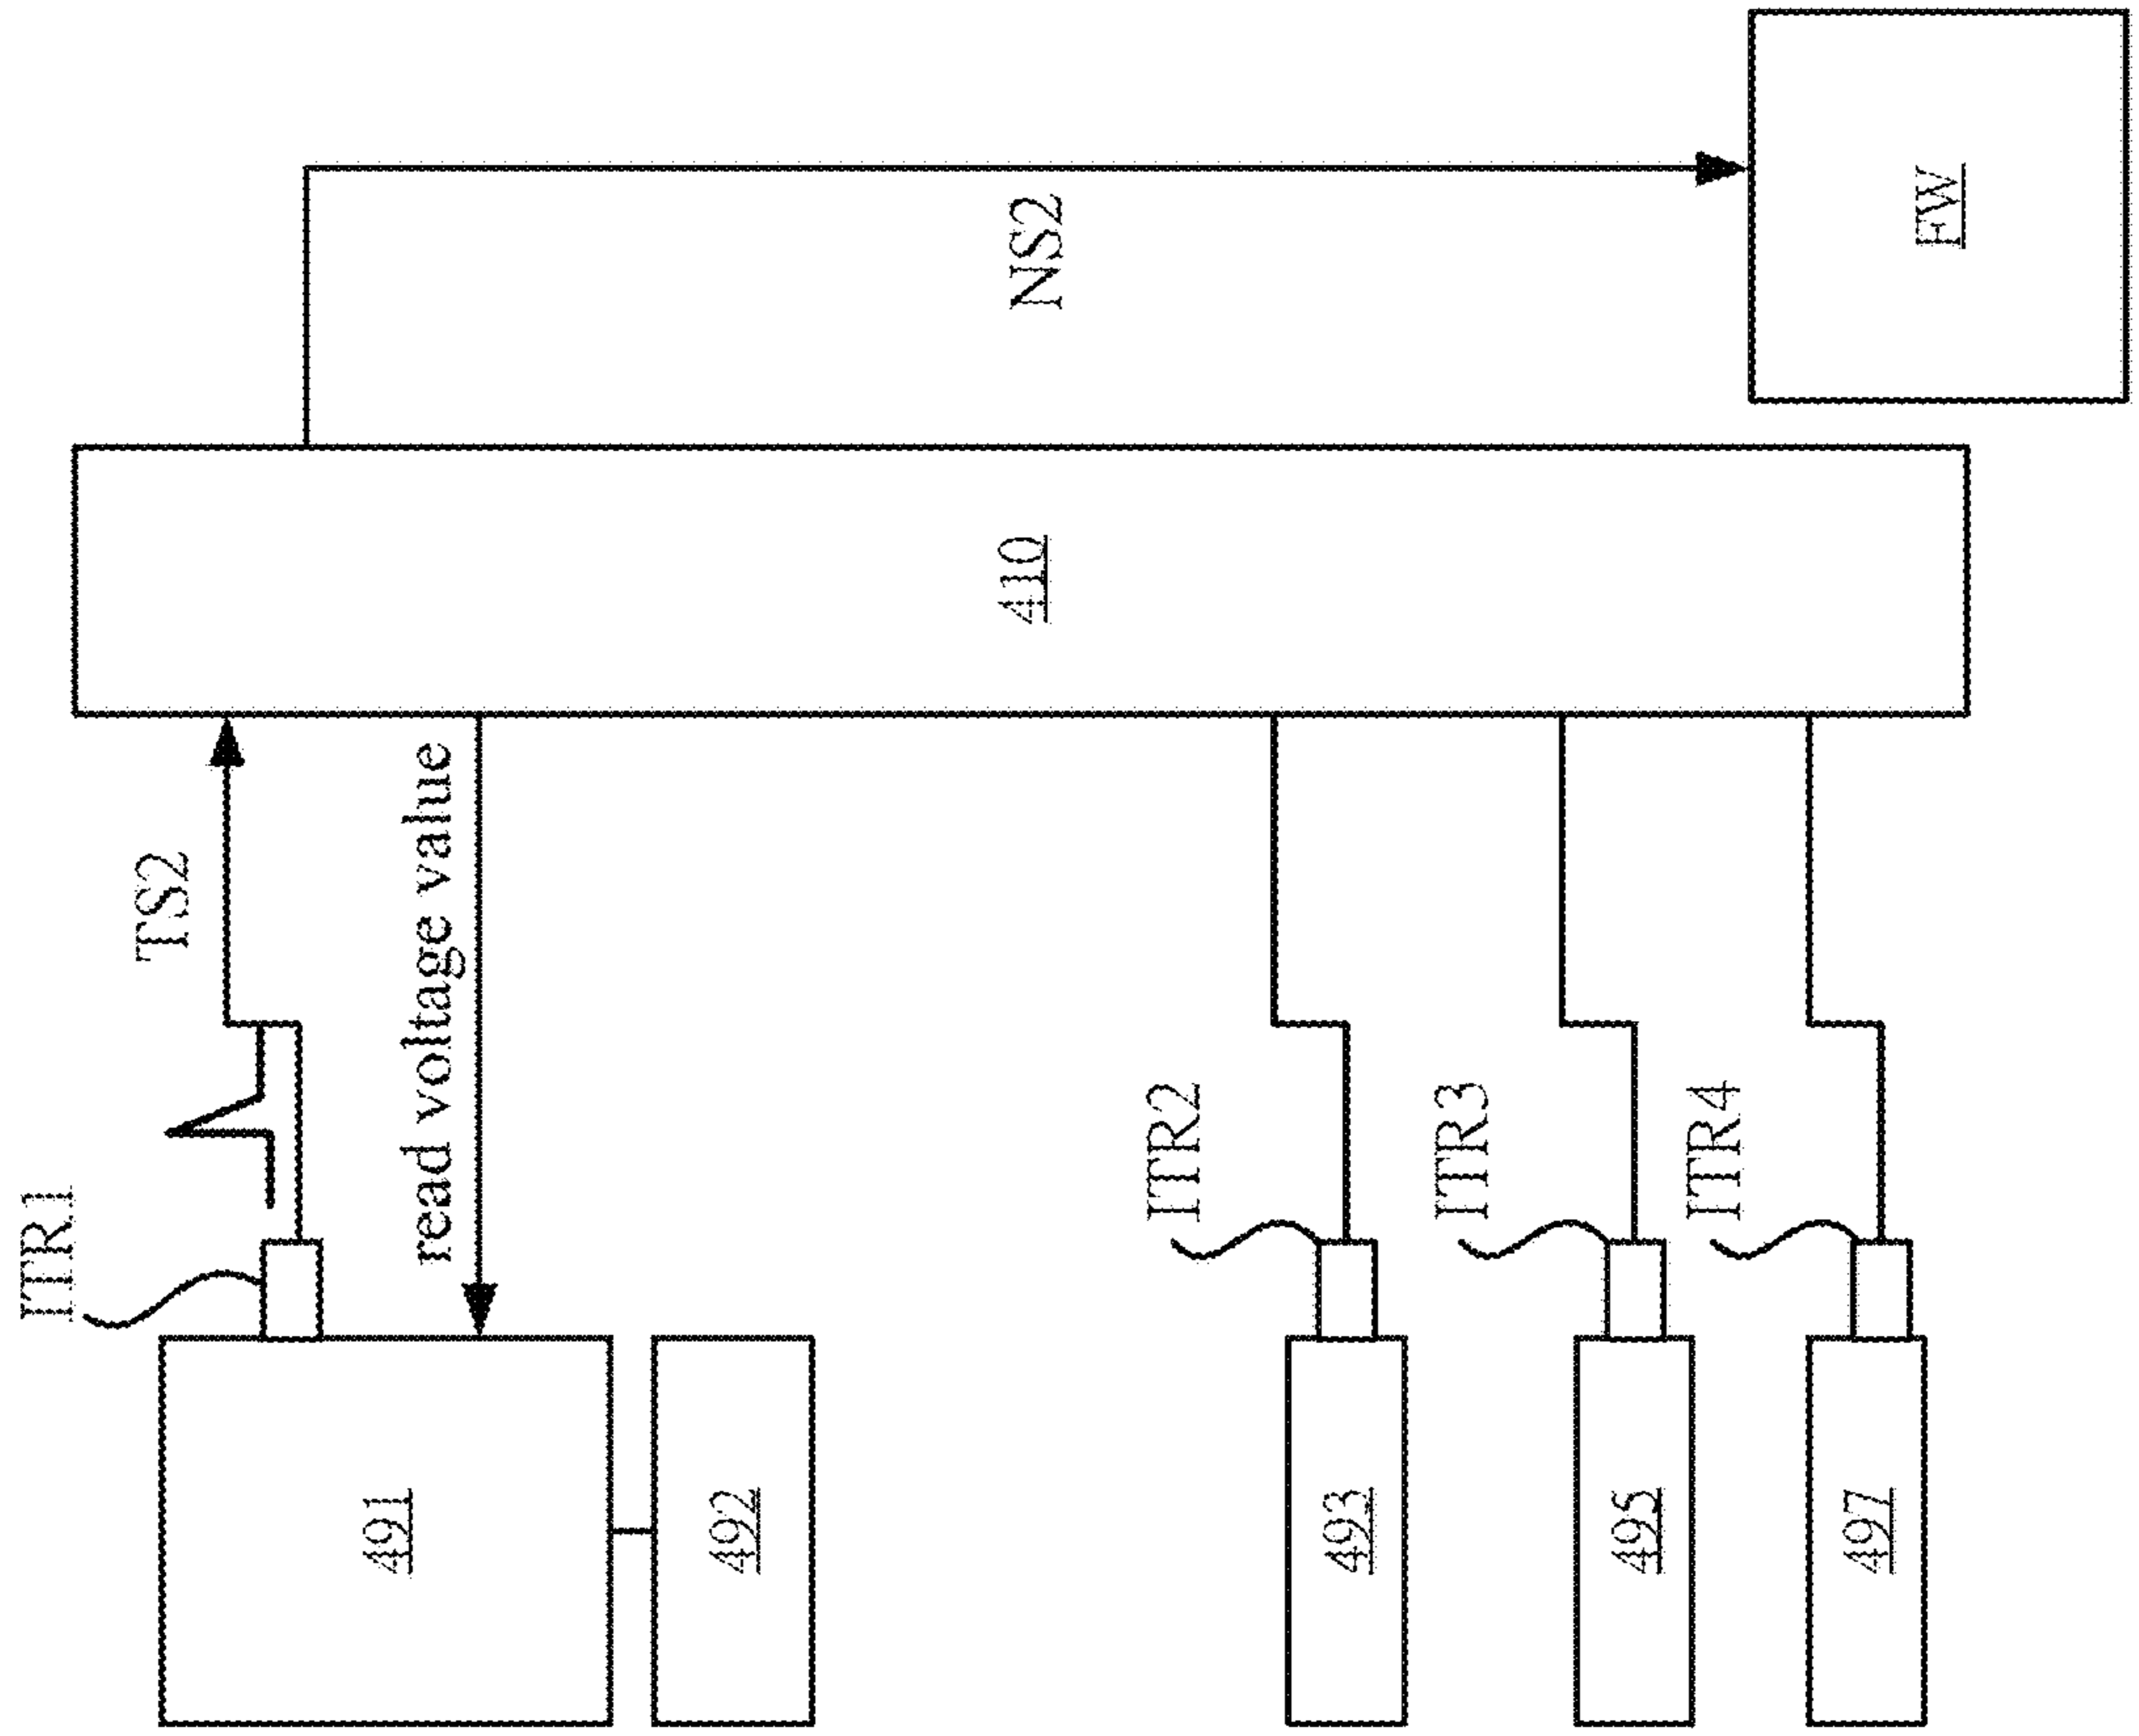 ITR1
491
492
TS2
read voltage value
ITR2
493
ITR3
495
ITR4
497
410
NS2
FW